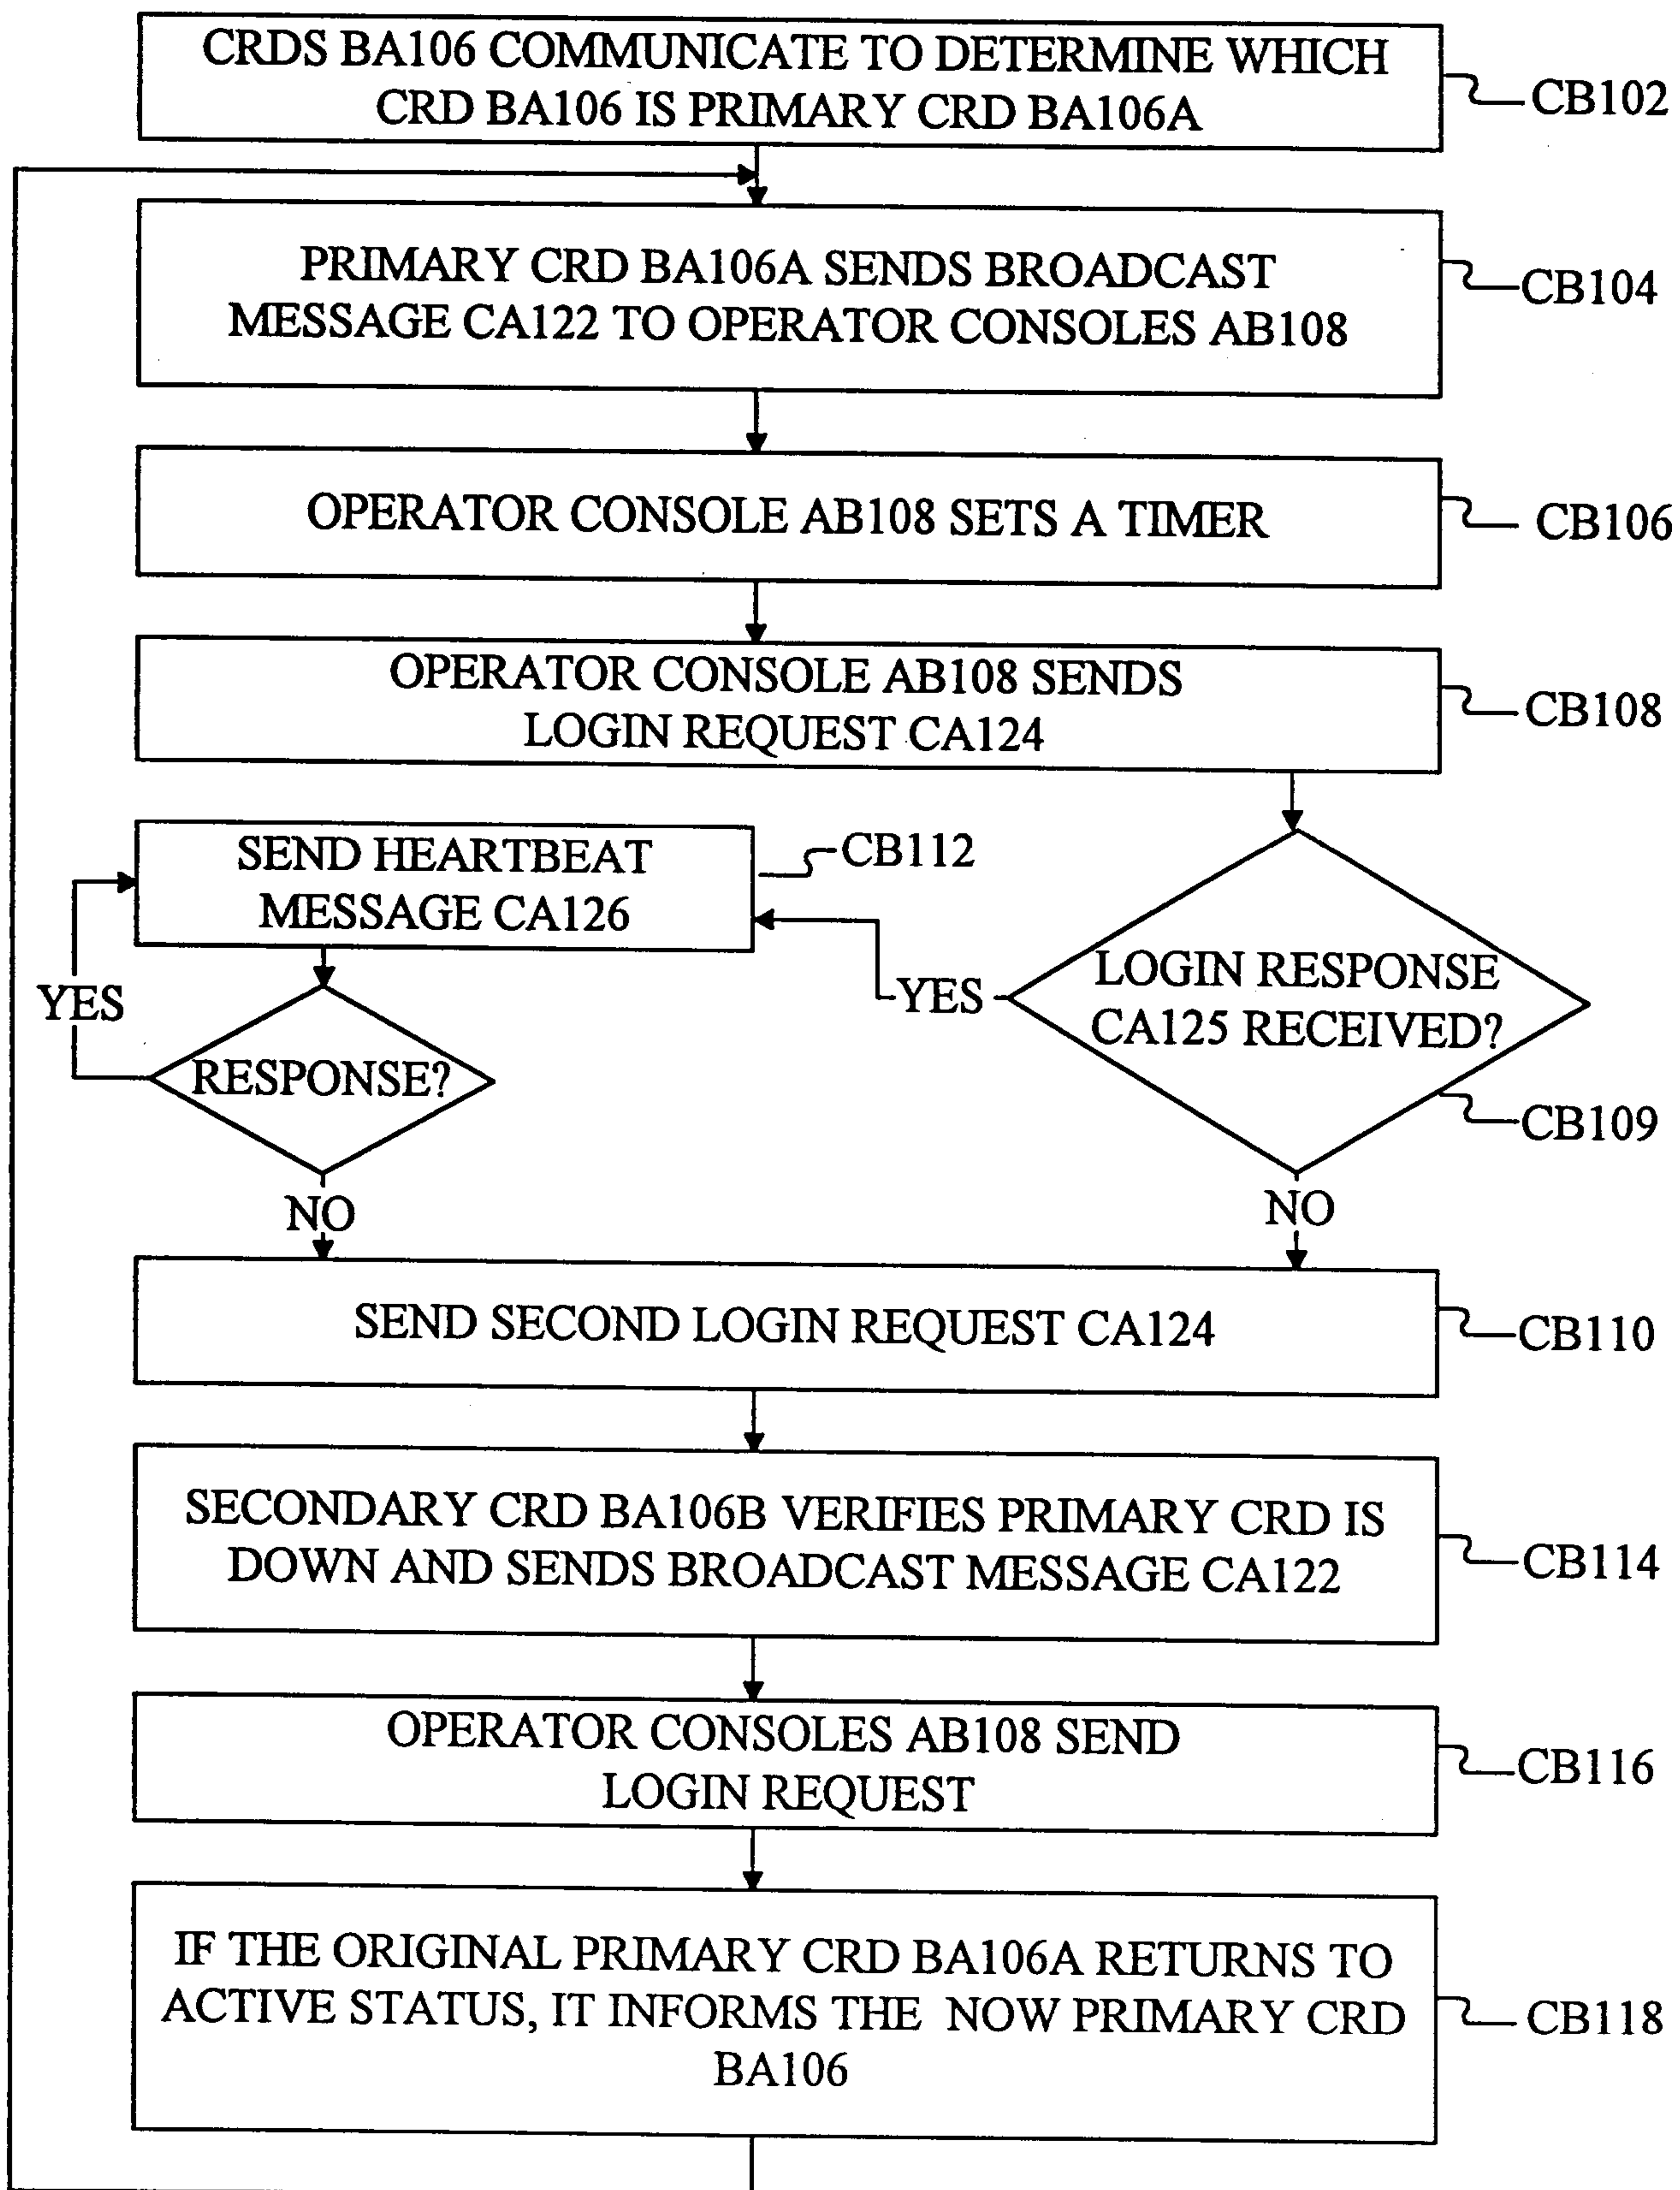 CRDS BA106 COMMUNICATE TO DETERMINE WHICH
CRD BA106 IS PRIMARY CRD BA106A
CB102
PRIMARY CRD BA106A SENDS BROADCAST
MESSAGE CA122 TO OPERATOR CONSOLES AB108
CB104
OPERATOR CONSOLE AB108 SETS A TIMER
CB106
OPERATOR CONSOLE AB108 SENDS
LOGIN REQUEST CA124
CB108
SEND HEARTBEAT
MESSAGE CA126
CB112
LOGIN RESPONSE
CA125 RECEIVED?
CB109
YES
YES
RESPONSE?
NO
NO
SEND SECOND LOGIN REQUEST CA124
CB110
SECONDARY CRD BA106B VERIFIES PRIMARY CRD IS
DOWN AND SENDS BROADCAST MESSAGE CA122
CB114
OPERATOR CONSOLES AB108 SEND
LOGIN REQUEST
CB116
IF THE ORIGINAL PRIMARY CRD BA106A RETURNS TO
ACTIVE STATUS, IT INFORMS THE NOW PRIMARY CRD
BA106
CB118